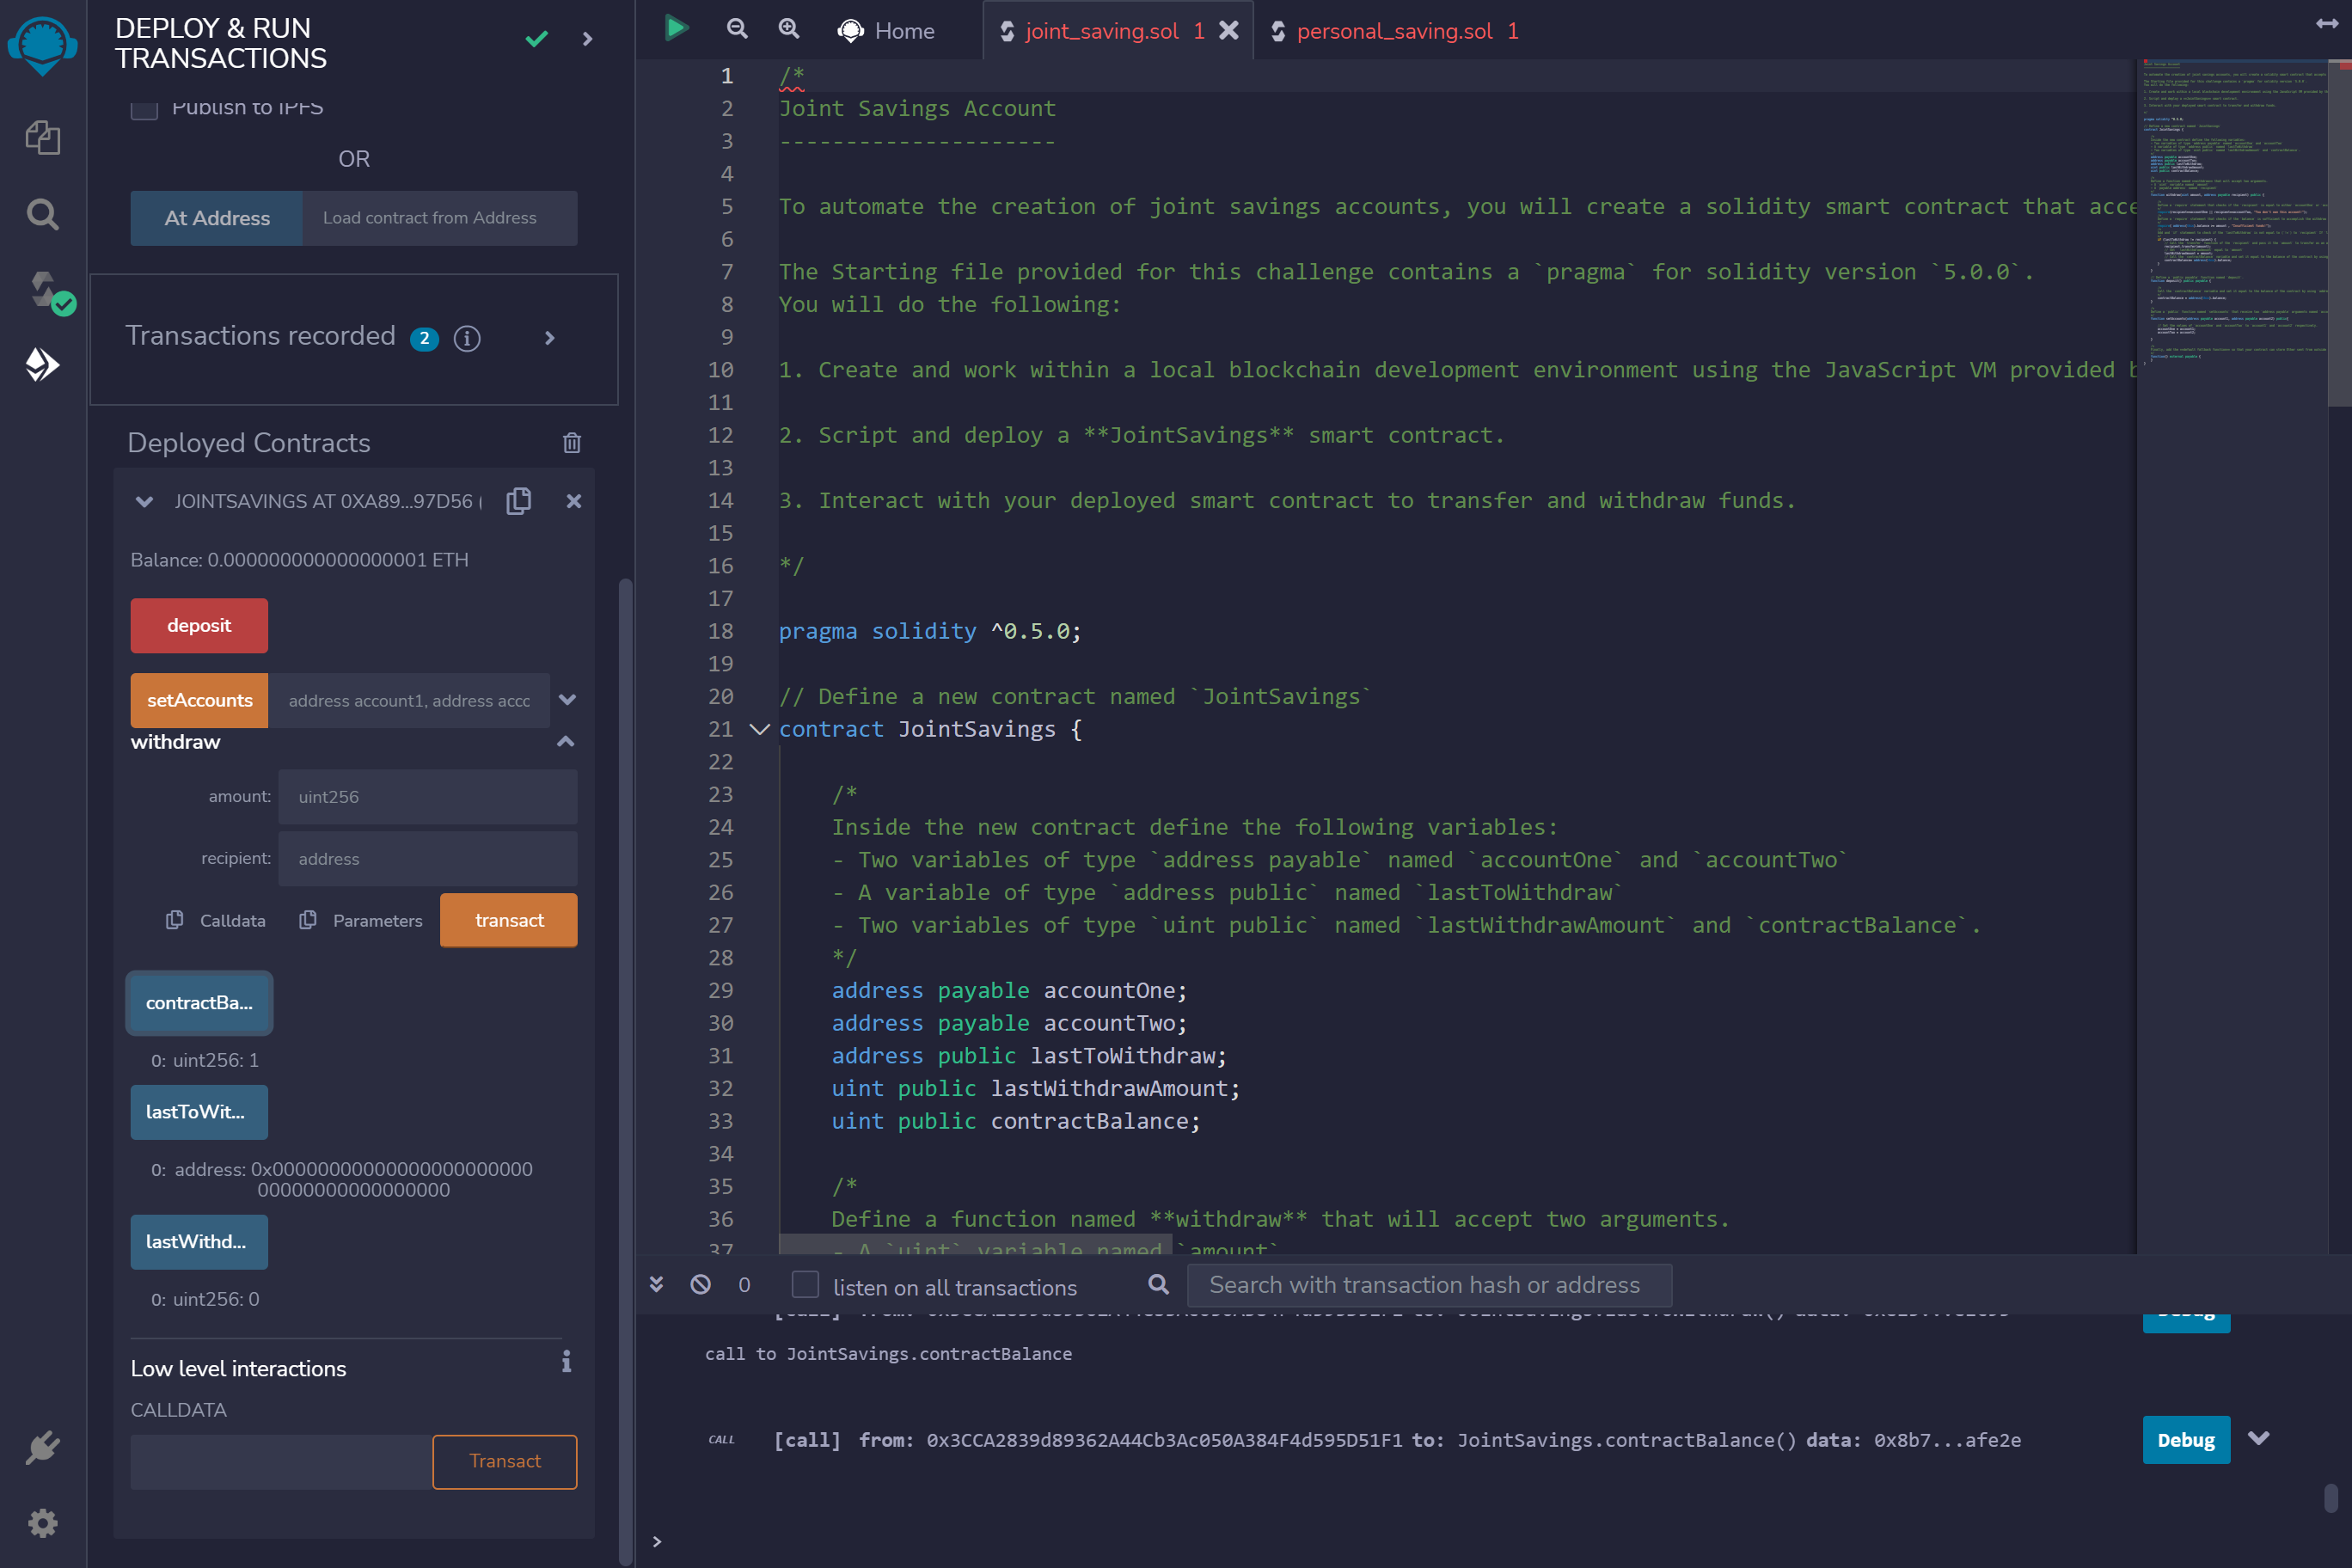 DEPLOY & RUN
TRANSACTIONS
Publish to IPFS
OR
At Address
Load contract from Address
Transactions recorded 2
Deployed Contracts
JOINTSAVINGS AT 0XA89...97D56 (
Balance: 0.000000000000000001 ETH
deposit
setAccounts
address account1, address acc
withdraw
amount: uint256
recipient: address
Calldata Parameters transact
contractBa...
0: uint256: 1
lastToWit...
0: address: 0x0000000000000000000000
000000000000000000
lastWithd...
0: uint256: 0
Low level interactions
CALLDATA
Transact
Home
joint_saving.sol 1
personal_saving.sol 1
1 /*
2 Joint Savings Account
3 ---------------------
4
5 To automate the creation of joint savings accounts, you will create a solidity smart contract that acce
6
7 The Starting file provided for this challenge contains a `pragma` for solidity version `5.0.0`.
8 You will do the following:
9
10 1. Create and work within a local blockchain development environment using the JavaScript VM provided b
11
12 2. Script and deploy a **JointSavings** smart contract.
13
14 3. Interact with your deployed smart contract to transfer and withdraw funds.
15
16 */
17
18 pragma solidity ^0.5.0;
19
20 // Define a new contract named `JointSavings`
21 contract JointSavings {
22
23 /*
24 Inside the new contract define the following variables:
25 - Two variables of type `address payable` named `accountOne` and `accountTwo`
26 - A variable of type `address public` named `lastToWithdraw`
27 - Two variables of type `uint public` named `lastWithdrawAmount` and `contractBalance`.
28 */
29 address payable accountOne;
30 address payable accountTwo;
31 address public lastToWithdraw;
32 uint public lastWithdrawAmount;
33 uint public contractBalance;
34
35 /*
36 Define a function named **withdraw** that will accept two arguments.
37 - A `uint` variable named `amount`
0
listen on all transactions
Search with transaction hash or address
Debug
call to JointSavings.contractBalance
CALL [call] from: 0x3CCA2839d89362A44Cb3Ac050A384F4d595D51F1 to: JointSavings.contractBalance() data: 0x8b7...afe2e
Debug
>